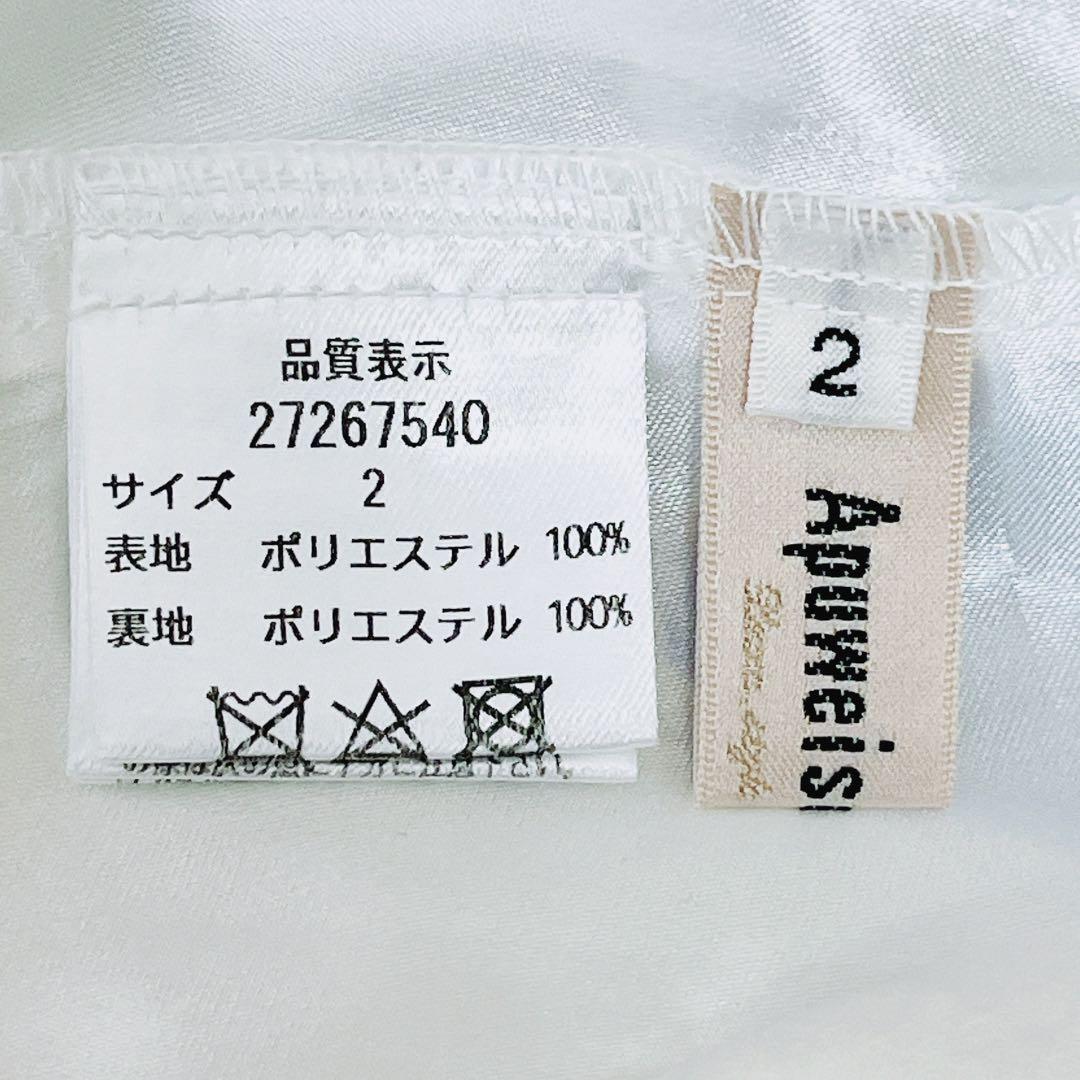 品質表示
27267540
サイズ 2
表地 ポリエステル 100%
裏地 ポリエステル 100%
2
Apuweis